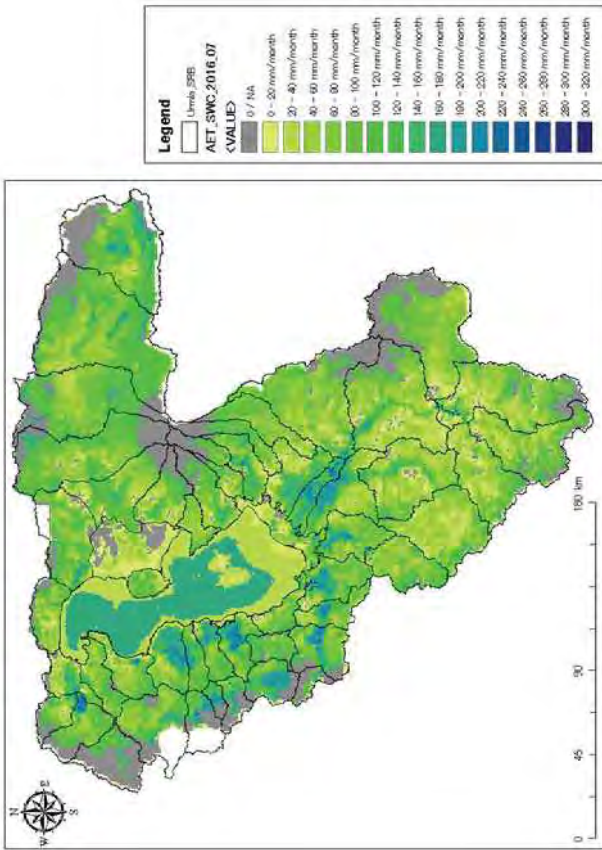 Legend
Urmia_SRB
AET_SWC_2016_07
<VALUE>
0 / NA
0 - 20 mm/month
20 - 40 mm/month
40 - 60 mm/month
60 - 80 mm/month
80 - 100 mm/month
100 - 120 mm/month
120 - 140 mm/month
140 - 160 mm/month
160 - 180 mm/month
180 - 200 mm/month
200 - 220 mm/month
220 - 240 mm/month
240 - 260 mm/month
260 - 280 mm/month
280 - 300 mm/month
300 - 320 mm/month
N
W E
S
0 45 90 180 km